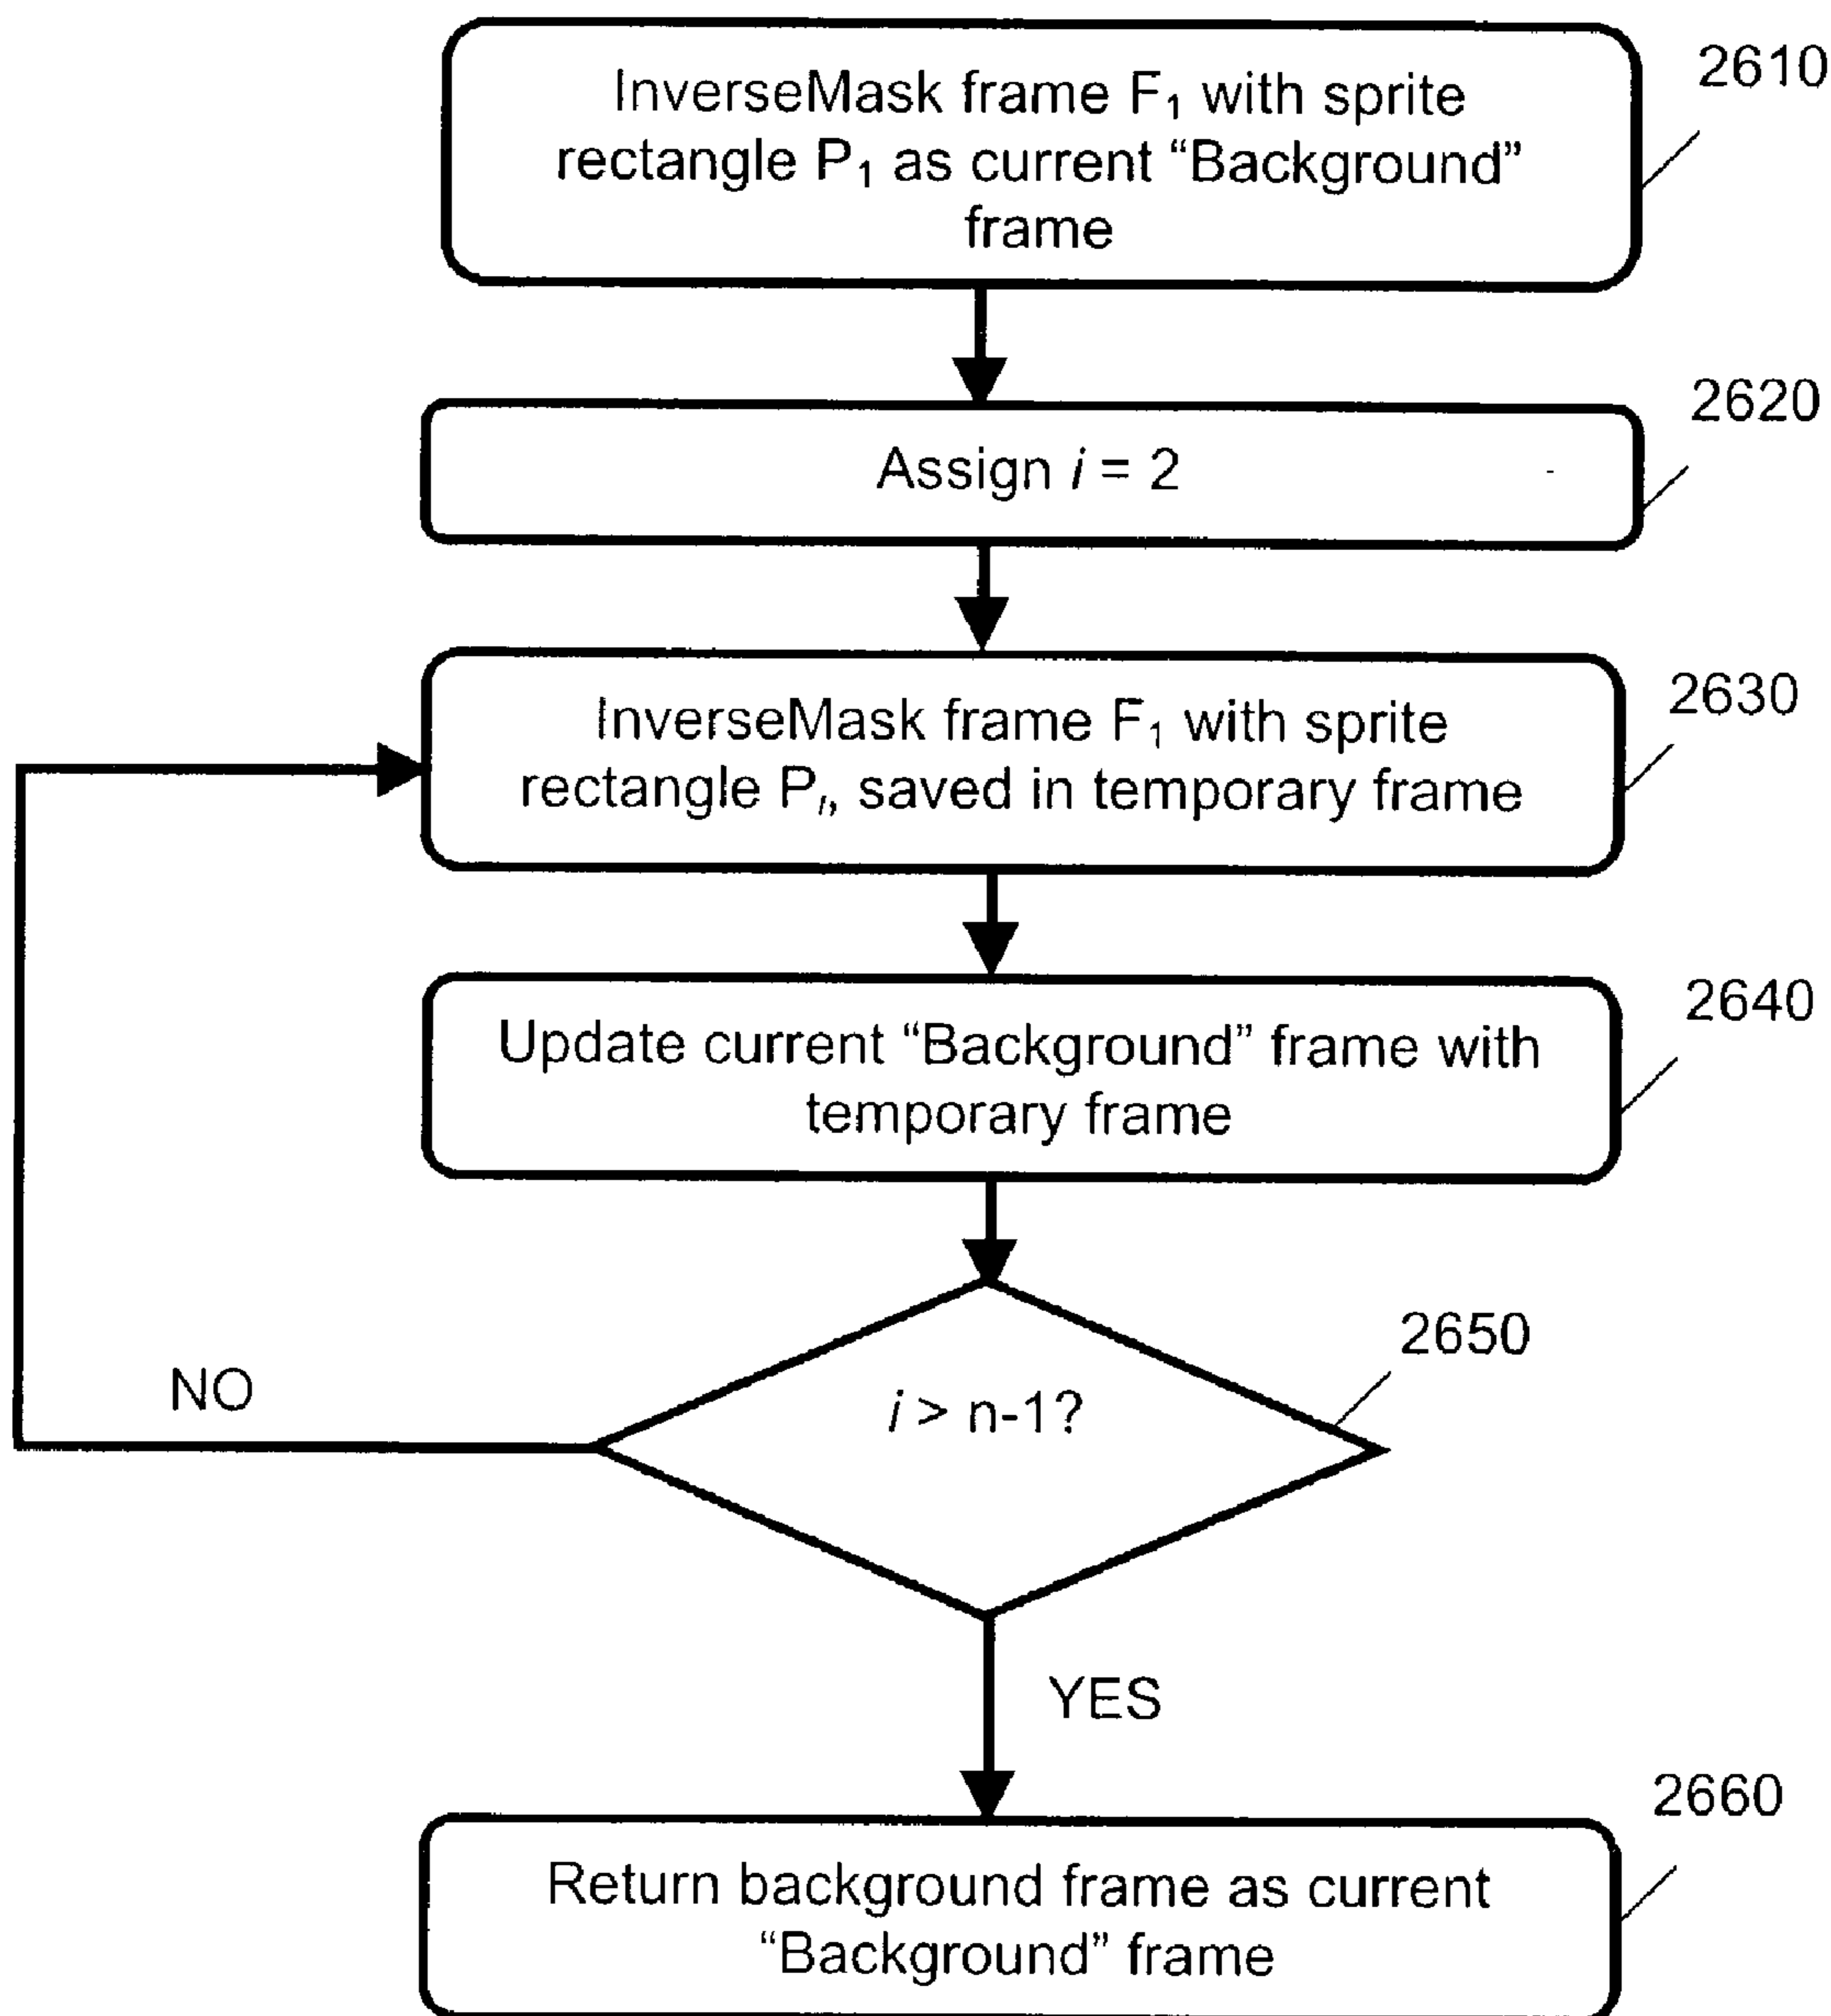 InverseMask frame F₁ with sprite
rectangle P₁ as current “Background”
frame
2610
Assign i = 2
2620
InverseMask frame F₁ with sprite
rectangle Pᵢ, saved in temporary frame
2630
Update current “Background” frame with
temporary frame
2640
i > n-1?
2650
NO
YES
Return background frame as current
“Background” frame
2660